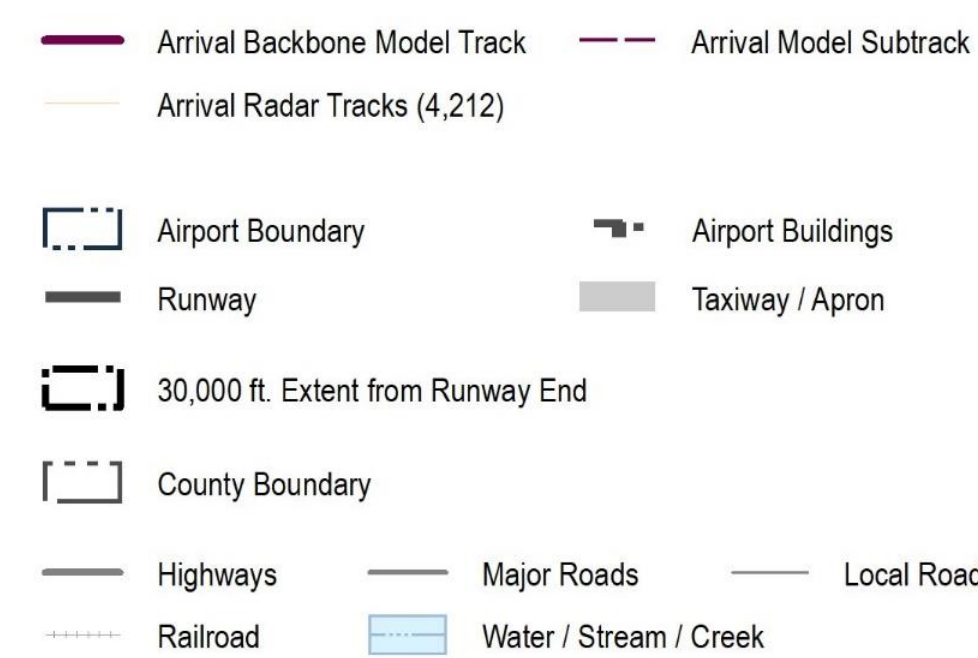 Arrival Backbone Model Track Arrival Model Subtrack
Arrival Radar Tracks (4,212)
Airport Boundary Airport Buildings
Runway Taxiway / Apron
30,000 ft. Extent from Runway End
County Boundary
Highways Major Roads Local Road
Railroad Water / Stream / Creek